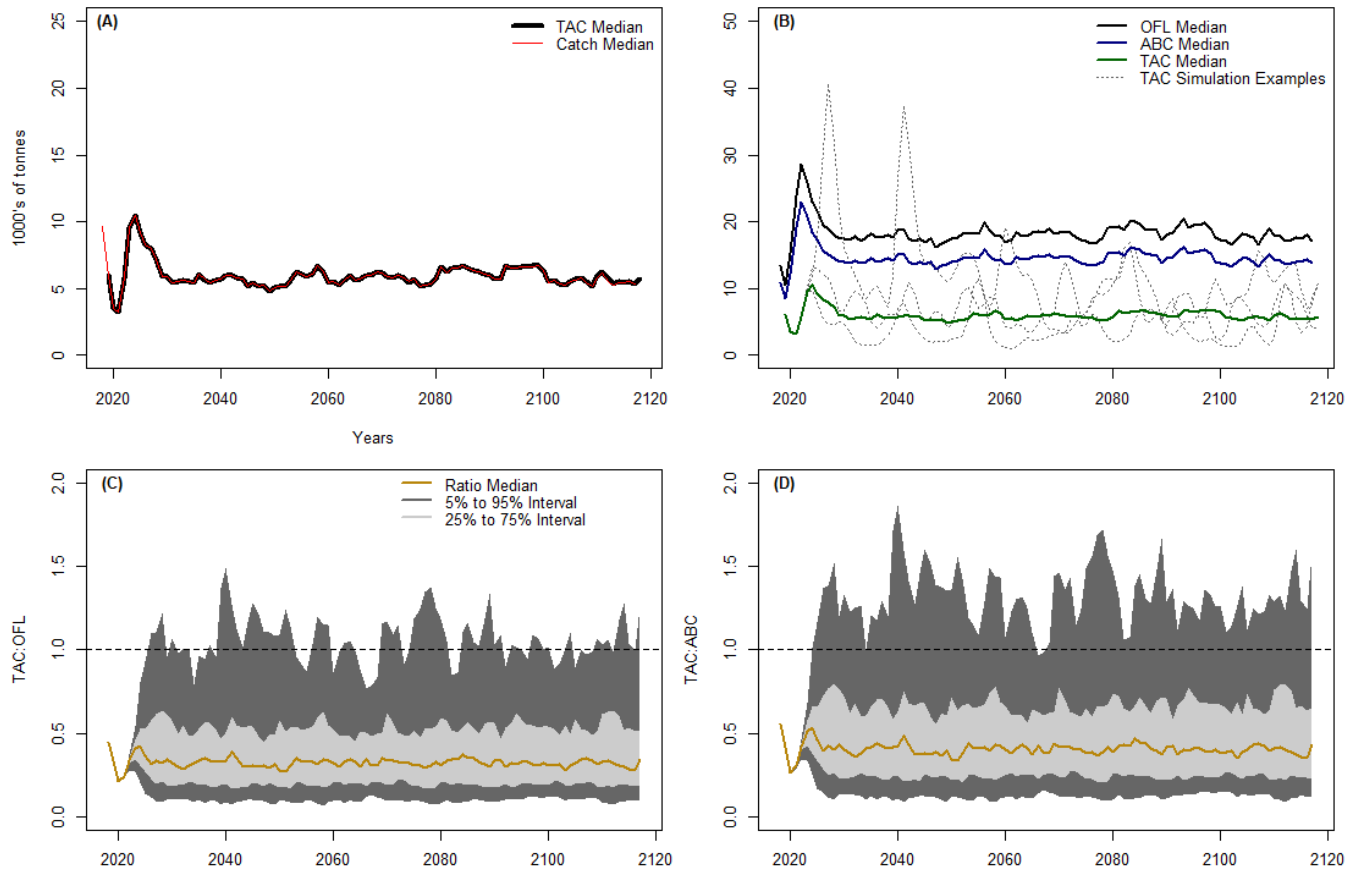 (A)
TAC Median
Catch Median
25
20
15
10
5
0
1000's of tonnes
2020 2040 2060 2080 2100 2120
Years
(B)
OFL Median
ABC Median
TAC Median
TAC Simulation Examples
50
40
30
20
10
0
2020 2040 2060 2080 2100 2120
(C)
Ratio Median
5% to 95% Interval
25% to 75% Interval
2.0
1.5
1.0
0.5
0.0
TAC:OFL
2020 2040 2060 2080 2100 2120
(D)
2.0
1.5
1.0
0.5
0.0
TAC:ABC
2020 2040 2060 2080 2100 2120